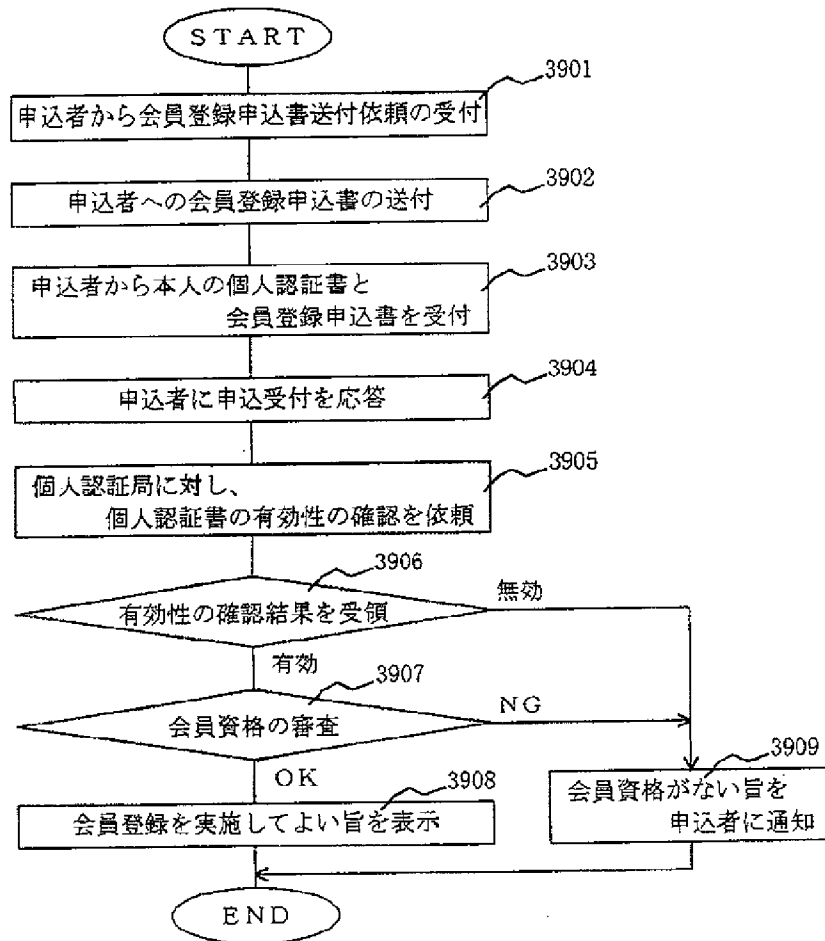 START
3901
申込者から会員登録申込書送付依頼の受付
3902
申込者への会員登録申込書の送付
3903
申込者から本人の個人認証書と
会員登録申込書を受付
3904
申込者に申込受付を応答
3905
個人認証局に対し、
個人認証書の有効性の確認を依頼
3906
有効性の確認結果を受領
無効
有効
3907
会員資格の審査
NG
OK
3908
会員登録を実施してよい旨を表示
3909
会員資格がない旨を
申込者に通知
END